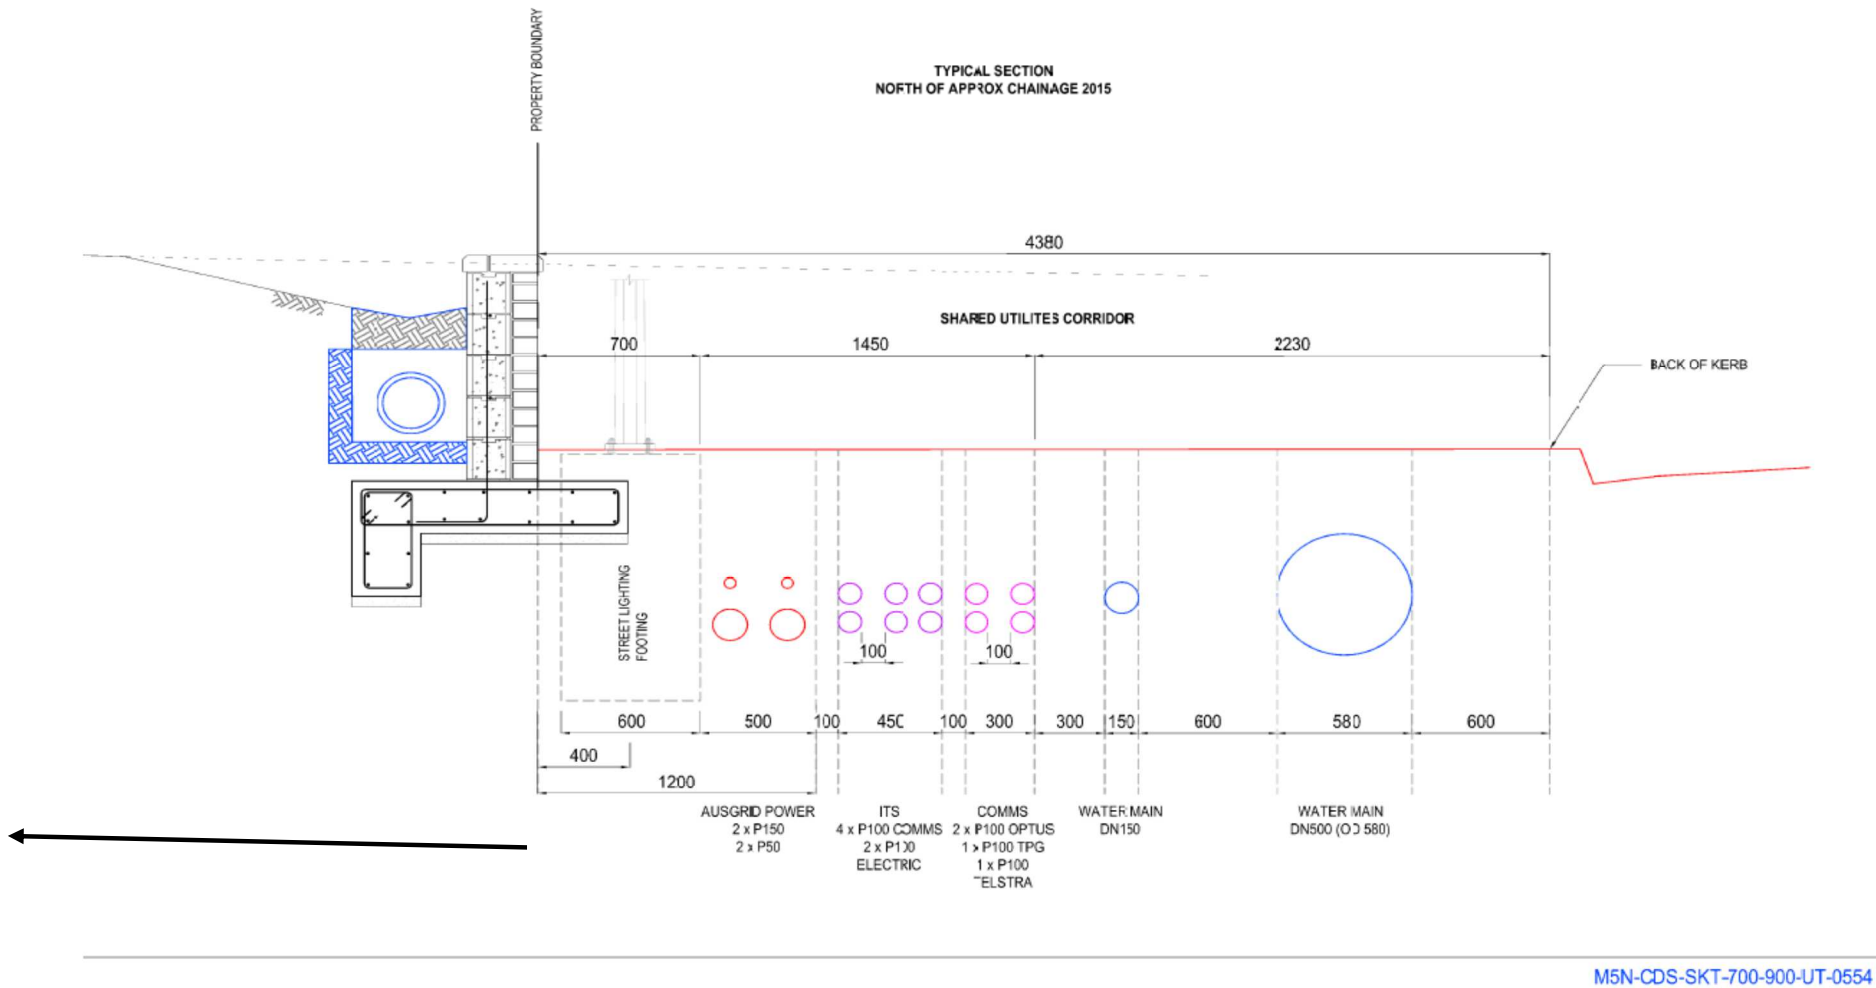 PROPERTY BOUNDARY
TYPICAL SECTION
NORTH OF APPROX CHAINAGE 2015
4380
SHARED UTILITES CORRIDOR
700
1450
2230
BACK OF KERB
STREET LIGHTING
FOOTING
100
100
600
500
100
450
100
300
300
150
600
580
600
400
1200
AUSGRID POWER
2 x P150
2 x P50
ITS
4 x P100 COMMS
2 x P100
ELECTRIC
COMMS
2 x P100 OPTUS
1 x P100 TPG
1 x P100
TELSTRA
WATER MAIN
DN150
WATER MAIN
DN500 (OD 580)
M5N-CDS-SKT-700-900-UT-0554